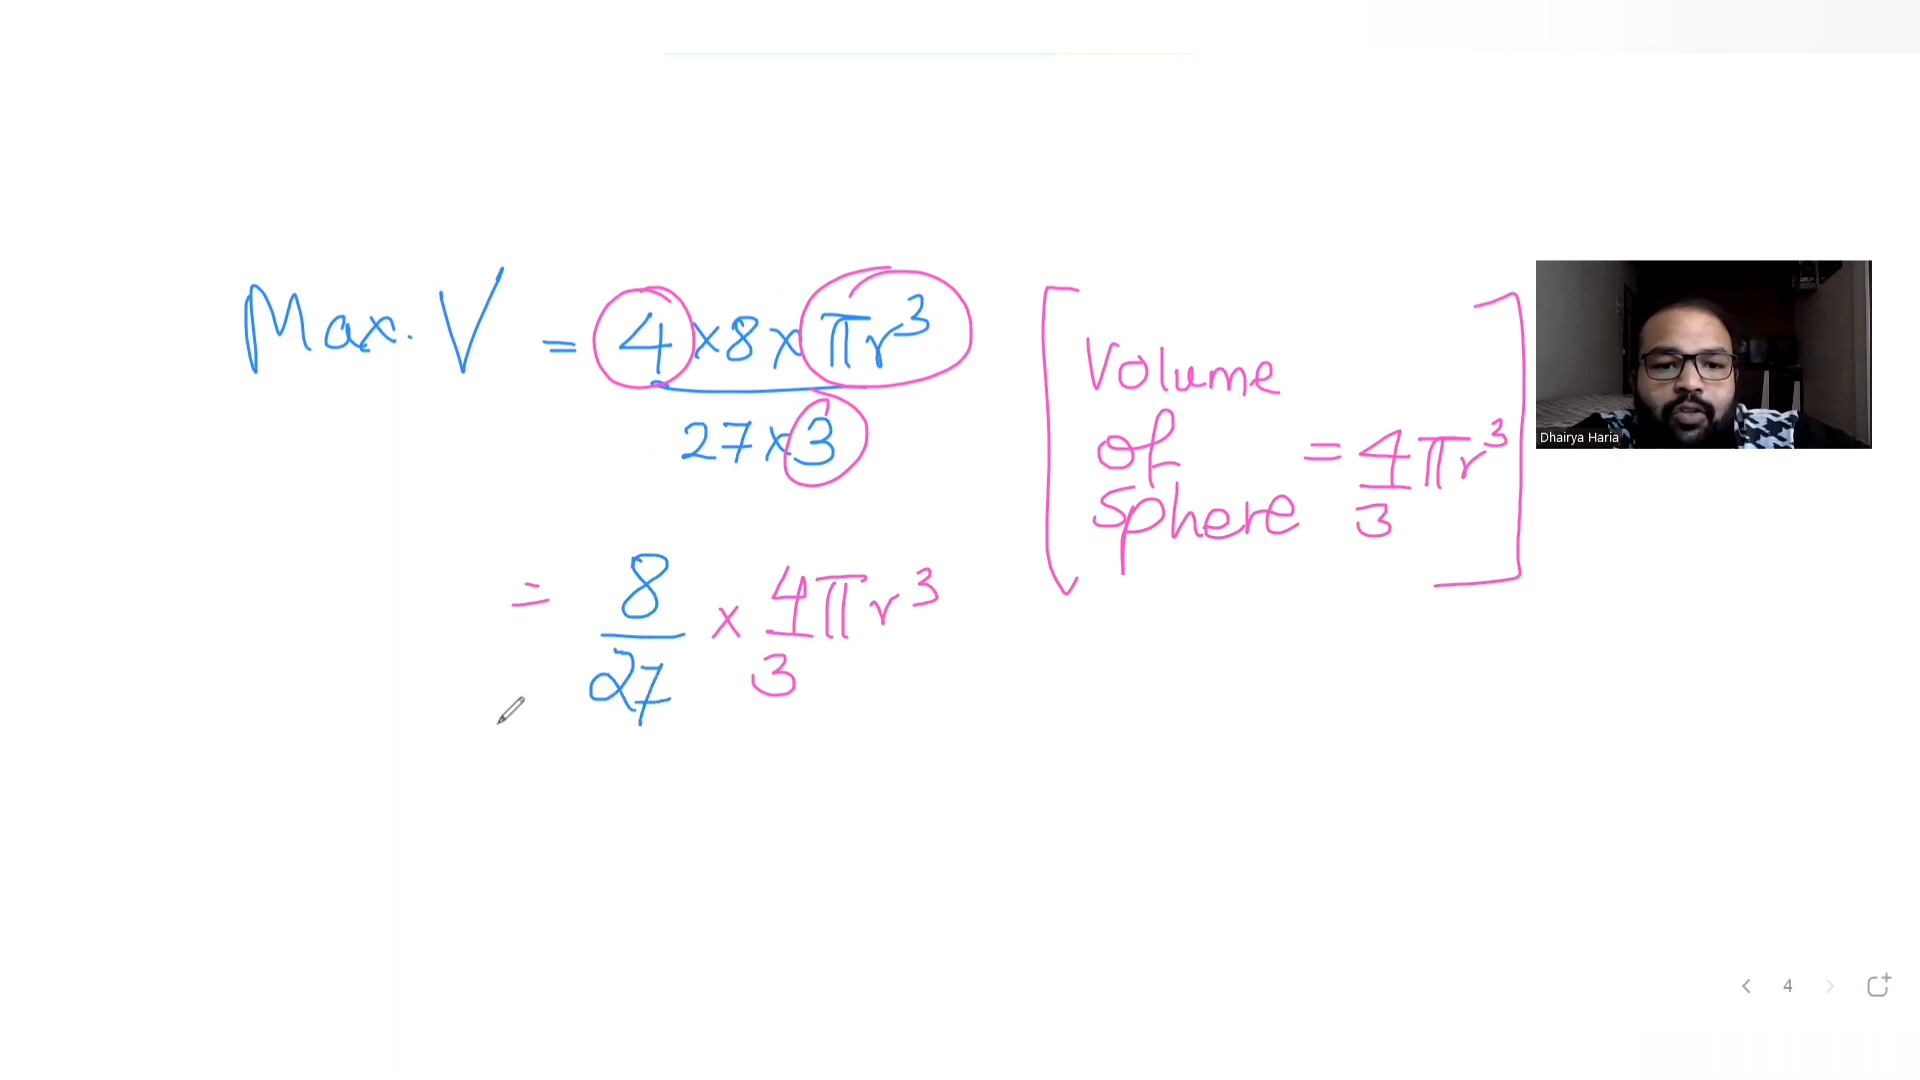 Max. V = 4 × 8 × πr³
27 × 3
Volume
of = 4πr³
3
sphere
Dhairya Haria
= 8 × 4πr³
27 3
4